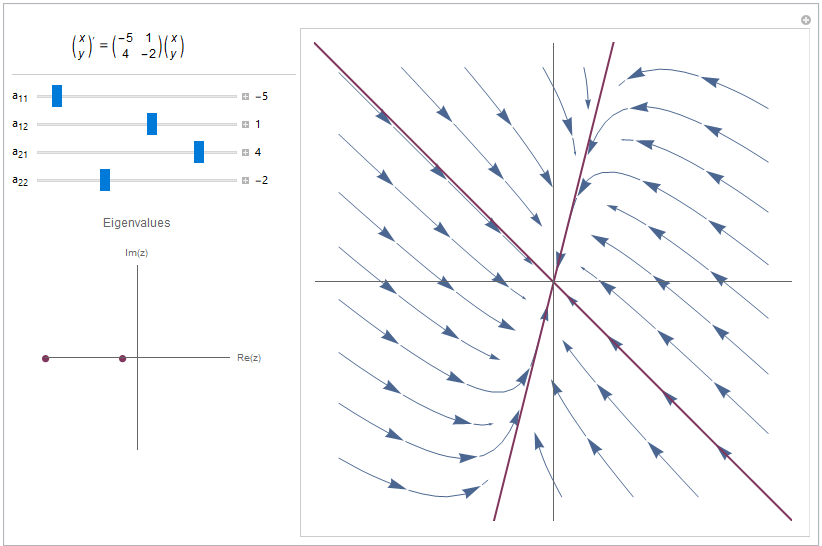 (x y)′ = (−5 1 4 −2)(x y)
a11 −5
a12 1
a21 4
a22 −2
Eigenvalues
Im(z)
Re(z)